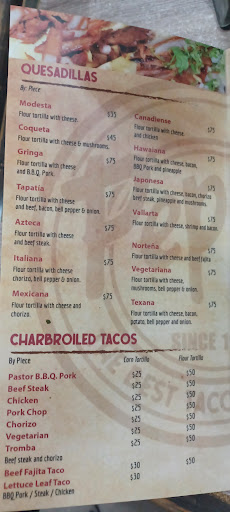 QUESADILLAS
By: Piece
Modesta
Flour tortilla with cheese. $35
Coqueta
Flour tortilla with cheese & mushrooms. $45
Gringa
Flour tortilla with cheese $75
and B.B.Q. Pork
Tapatía
Flour tortilla with cheese $75
and beef, bacon, bell pepper & onion.
Azteca
Flour tortilla with cheese $75
and beef steak.
Italiana
Flour tortilla with cheese $75
chorizo, bell pepper & onion.
Mexicana
Flour tortilla with cheese and $75
chorizo.
Canadiense
Flour tortilla with cheese $75
and chicken
Hawaiana
Flour tortilla with cheese, bacon, $75
BBQ Pork and pineapple
Japonesa
Flour tortilla with cheese, bacon, chorizo $75
beef steak, pineapple and mushrooms.
Vallarta
Flour tortilla with cheese, shrimp and bacon. $75
Norteña
Flour tortilla with cheese and beef fajita $75
Vegetariana
Flour tortilla with cheese, $75
mushrooms, bell pepper & onion.
Texana
Flour tortilla with cheese, bacon, $75
potato, bell pepper and onion.
CHARBROILED TACOS
SINCE
By Piece Corn Tortilla Flour Tortilla
Pastor B.B.Q. Pork $25 $50
Beef Steak $25 $50
Chicken $25 $50
Pork Chop $25 $50
Chorizo $25 $50
Vegetarian $25 $50
Tromba $25 $50
Beef steak and chorizo
Beef Fajita Taco $30 $50
Lettuce Leaf Taco $30
BBQ Pork / Steak / Chicken